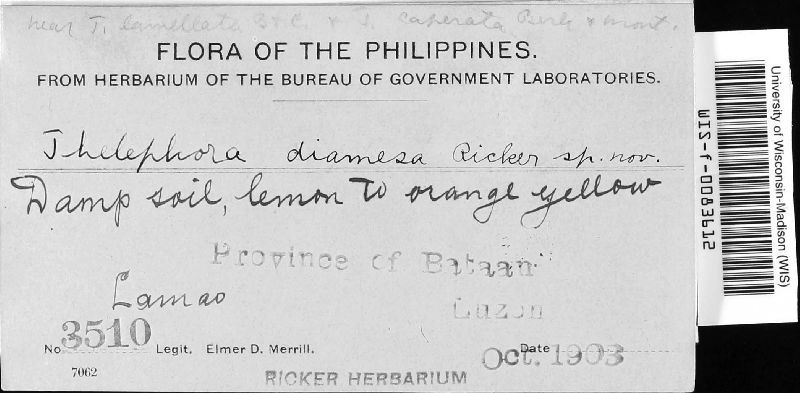 near T. lamellata B&C. & T. caperata Berk & Mont.
FLORA OF THE PHILIPPINES.
FROM HERBARIUM OF THE BUREAU OF GOVERNMENT LABORATORIES.
Thelephora diamesa Ricker sp. nov.
Damp soil, lemon to orange yellow
Province of Bataan
Lamao
Luzon
No. 3510 Legit, Elmer D. Merrill. Date Oct. 1903
7062
RICKER HERBARIUM
University of Wisconsin-Madison (WIS)
WIS-f-0083612